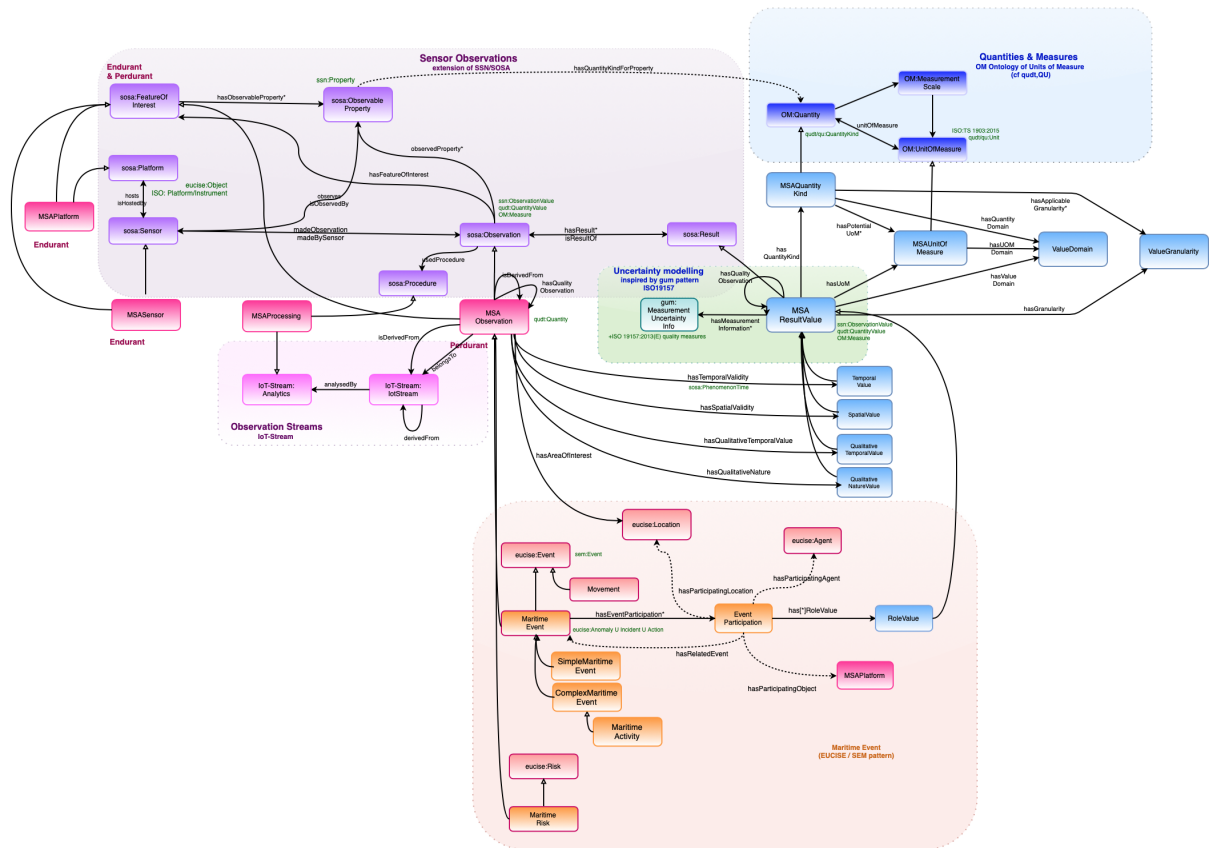 Sensor Observations
extension of SSN/SOSA
Endurant
& Perdurant
ssn:Property
sosa:FeatureOf
Interest
hasObservableProperty*
sosa:Observable
Property
hasQuantityKindForProperty
Quantities & Measures
OM Ontology of Units of Measure
(cf qudt,QU)
OM:Measurement
Scale
OM:Quantity
unitOfMeasure
qudt/qu:QuantityKind
ISO:TS 1903:2015
qudt/qu:Unit
OM:UnitOfMeasure
observedProperty*
hasFeatureOfInterest
sosa:Platform
eucise:Object
ISO: Platform/Instrument
hosts
isHostedBy
observes
isObservedBy
MSAPlatform
Endurant
sosa:Sensor
madeObservation
madeBySensor
ssn:ObservationValue
qudt:QuantityValue
OM:Measure
sosa:Observation
hasResult*
isResultOf
sosa:Result
usedProcedure
sosa:Procedure
MSAQuantity
Kind
hasApplicable
Granularity*
hasQuantity
Domain
hasPotential
UoM*
MSAUnitOf
Measure
hasUOM
Domain
ValueDomain
ValueGranularity
has
QuantityKind
hasUoM
hasValue
Domain
hasGranularity
Uncertainty modelling
inspired by gum pattern
ISO19157
hasQuality
Observation
gum:
Measurement
Uncertainty
Info
hasMeasurement
Information*
MSA
ResultValue
+ISO 19157:2013(E) quality measures
ssn:ObservationValue
qudt:QuantityValue
OM:Measure
isDerivedFrom
hasQuality
Observation
MSASensor
Endurant
MSAProcessing
MSA
Observation
qudt:Quantity
Perdurant
isDerivedFrom
belongsTo
IoT-Stream:
Analytics
analysedBy
IoT-Stream:
IotStream
derivedFrom
Observation Streams
IoT-Stream
hasTemporalValidity
sosa:PhenomenonTime
hasSpatialValidity
hasQualitativeTemporalValue
hasQualitativeNature
hasAreaOfInterest
Temporal
Value
SpatialValue
Qualitative
TemporalValue
Qualitative
NatureValue
eucise:Location
eucise:Agent
eucise:Event
sem:Event
Movement
hasParticipatingAgent
hasParticipatingLocation
Maritime
Event
hasEventParticipation*
eucise:Anomaly U Incident U Action
Event
Participation
has[*]RoleValue
RoleValue
hasRelatedEvent
SimpleMaritime
Event
hasParticipatingObject
MSAPlatform
ComplexMaritime
Event
Maritime
Activity
Maritime Event
(EUCISE / SEM pattern)
eucise:Risk
Maritime
Risk